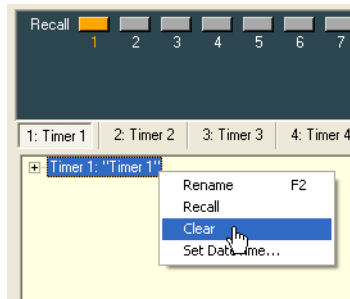 Recall
1 2 3 4 5 6 7
1: Timer 1 2: Timer 2 3: Timer 3 4: Timer 4
Timer 1: "Timer 1"
Rename F2
Recall
Clear
Set Date/Time...